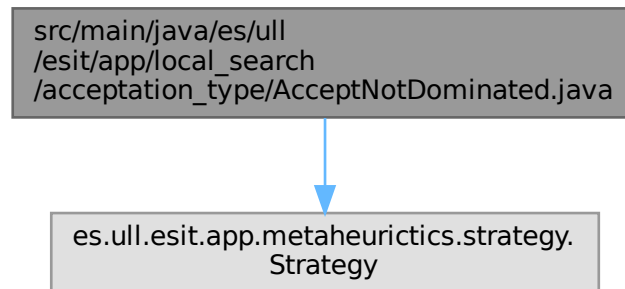 src/main/java/es/ull
/esit/app/local_search
/acceptation_type/AcceptNotDominated.java
es.ull.esit.app.metaheurictics.strategy.
Strategy